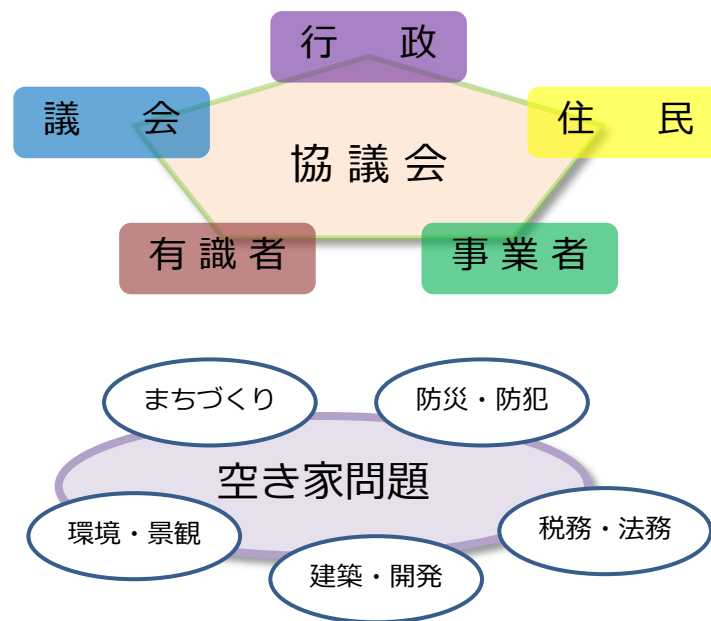 行　政
議　会
住　民
協 議 会
有 識 者
事 業 者
まちづくり
防災・防犯
空き家問題
環境・景観
税務・法務
建築・開発